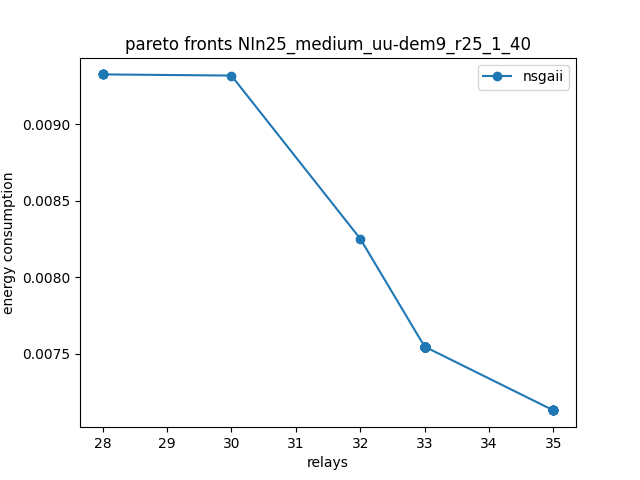 pareto fronts NIn25_medium_uu-dem9_r25_1_40
nsgaii
0.0090
0.0085
0.0080
0.0075
energy consumption
28 29 30 31 32 33 34 35
relays